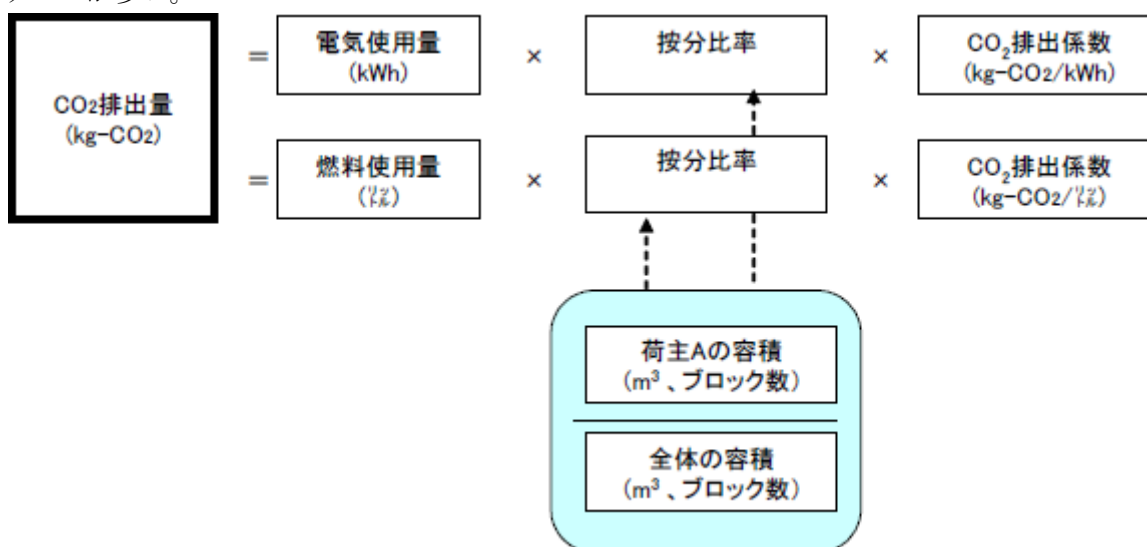 CO2排出量
(kg-CO2)
=
電気使用量
(kWh)
×
按分比率
×
CO₂排出係数
(kg-CO2/kWh)
=
燃料使用量
(㍑)
×
按分比率
×
CO₂排出係数
(kg-CO2/㍑)
荷主Aの容積
(m³、ブロック数)
全体の容積
(m³、ブロック数)